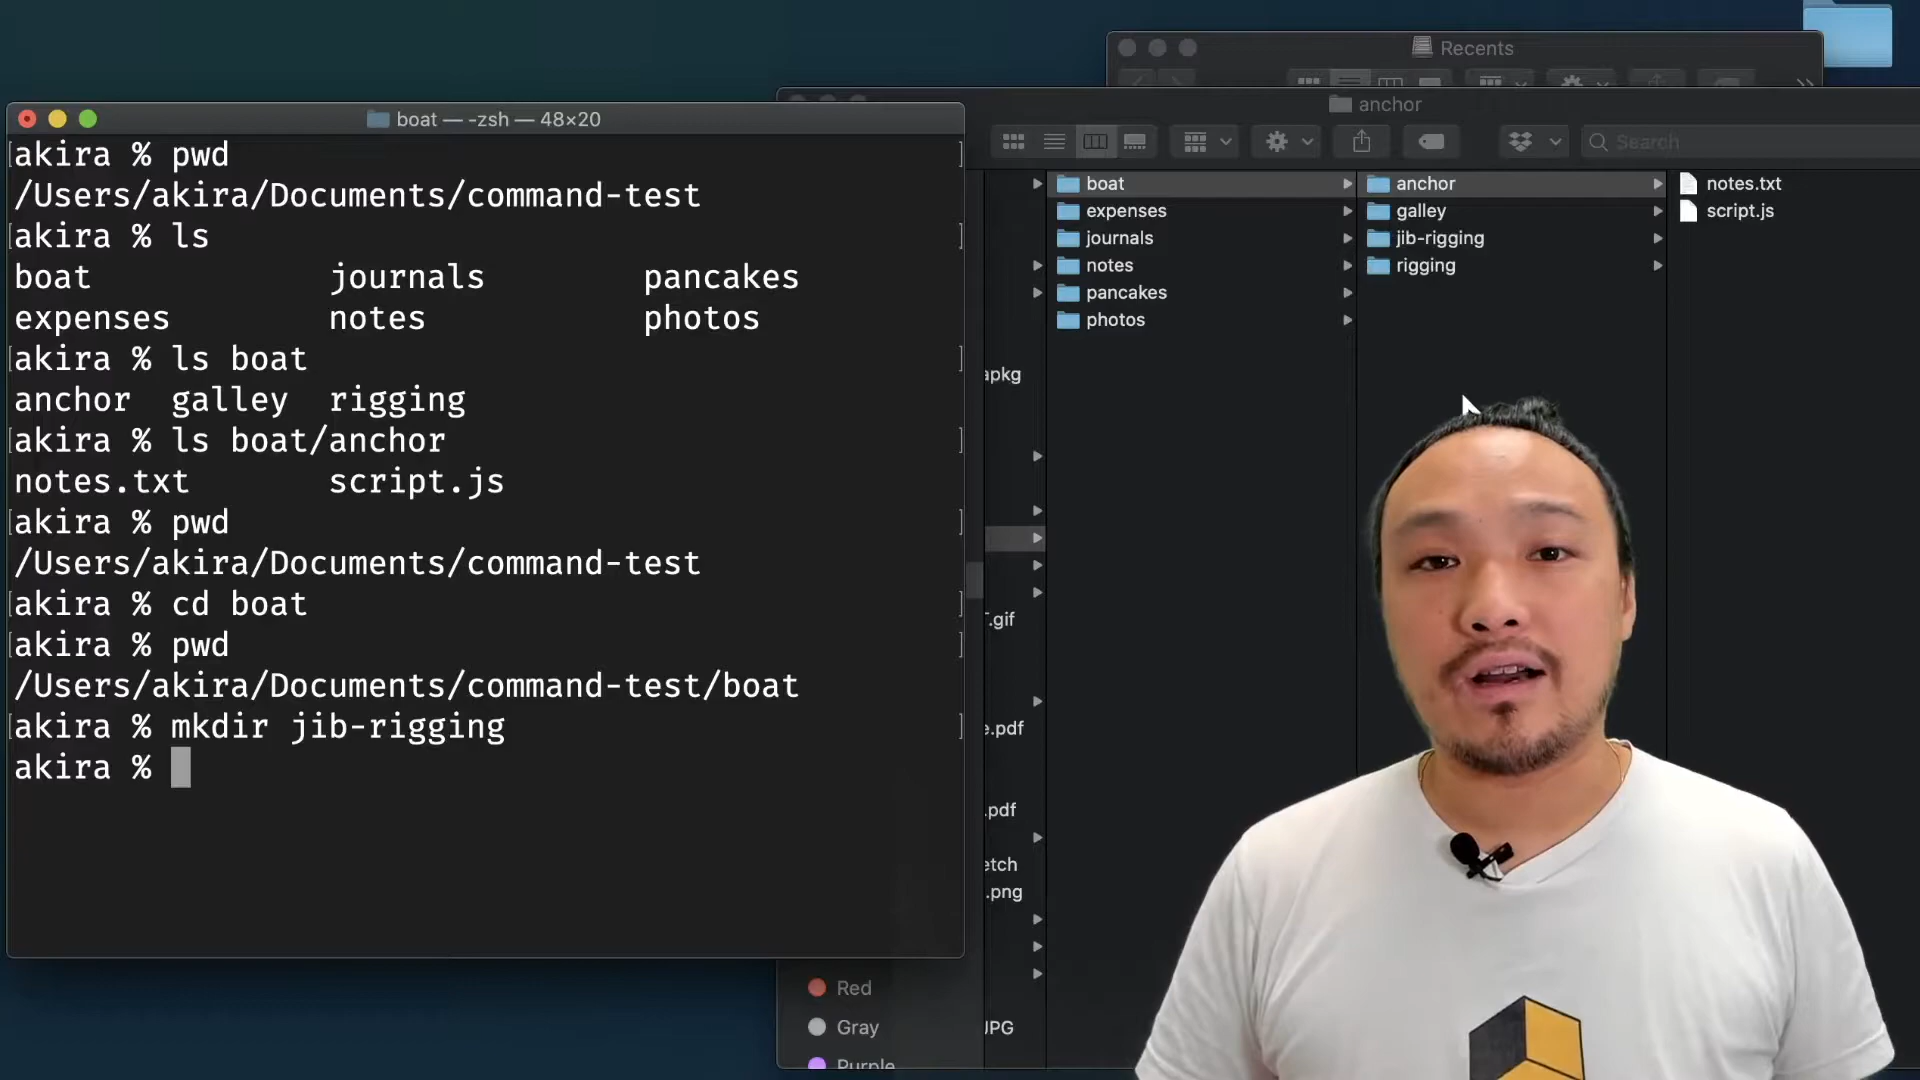 Recents
boat — -zsh — 48×20
akira % pwd
/Users/akira/Documents/command-test
akira % ls
boat journals pancakes
expenses notes photos
akira % ls boat
anchor galley rigging
akira % ls boat/anchor
notes.txt script.js
akira % pwd
/Users/akira/Documents/command-test
akira % cd boat
akira % pwd
/Users/akira/Documents/command-test/boat
akira % mkdir jib-rigging
akira %
anchor
Search
boat
expenses
journals
notes
pancakes
photos
anchor
galley
jib-rigging
rigging
notes.txt
script.js
apkg
.gif
e.pdf
.pdf
etch
.png
JPG
Red
Gray
Purple